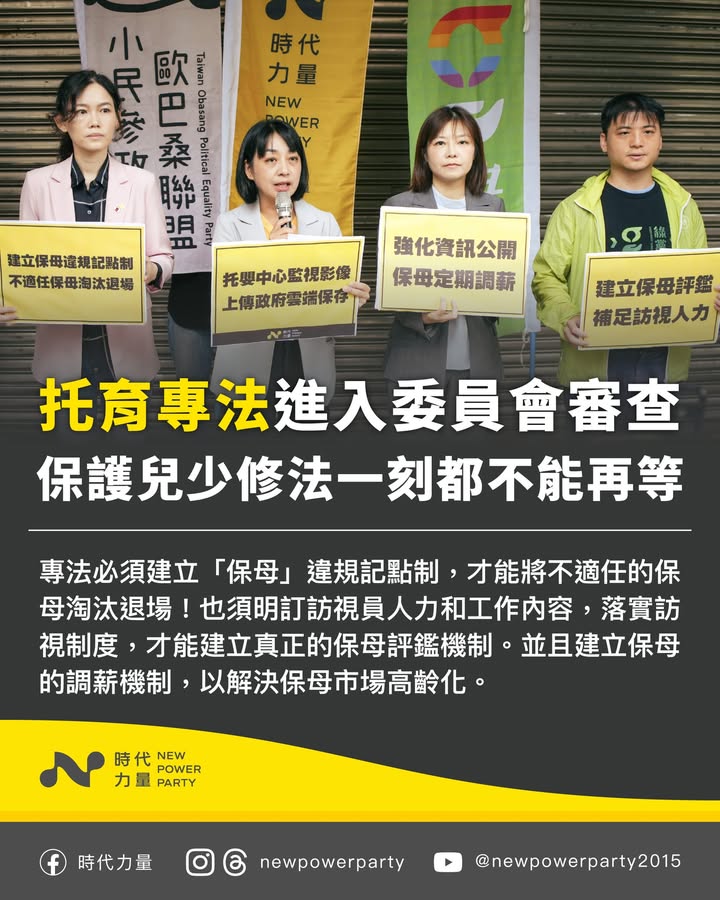 小民參政
歐巴桑聯盟
Taiwan Obasang Political Equality Party
時代
力量
NEW
POWER
PARTY
建立保母違規記點制
不適任保母淘汰退場
托嬰中心監視影像
上傳政府雲端保存
時代
力量
強化資訊公開
保母定期調薪
綠黨
建立保母評鑑
補足訪視人力
托育專法進入委員會審查
保護兒少修法一刻都不能再等
專法必須建立「保母」違規記點制，才能將不適任的保
母淘汰退場！也須明訂訪視員人力和工作內容，落實訪
視制度，才能建立真正的保母評鑑機制。並且建立保母
的調薪機制，以解決保母市場高齡化。
時代 NEW
力量 POWER
PARTY
時代力量
newpowerparty
@newpowerparty2015